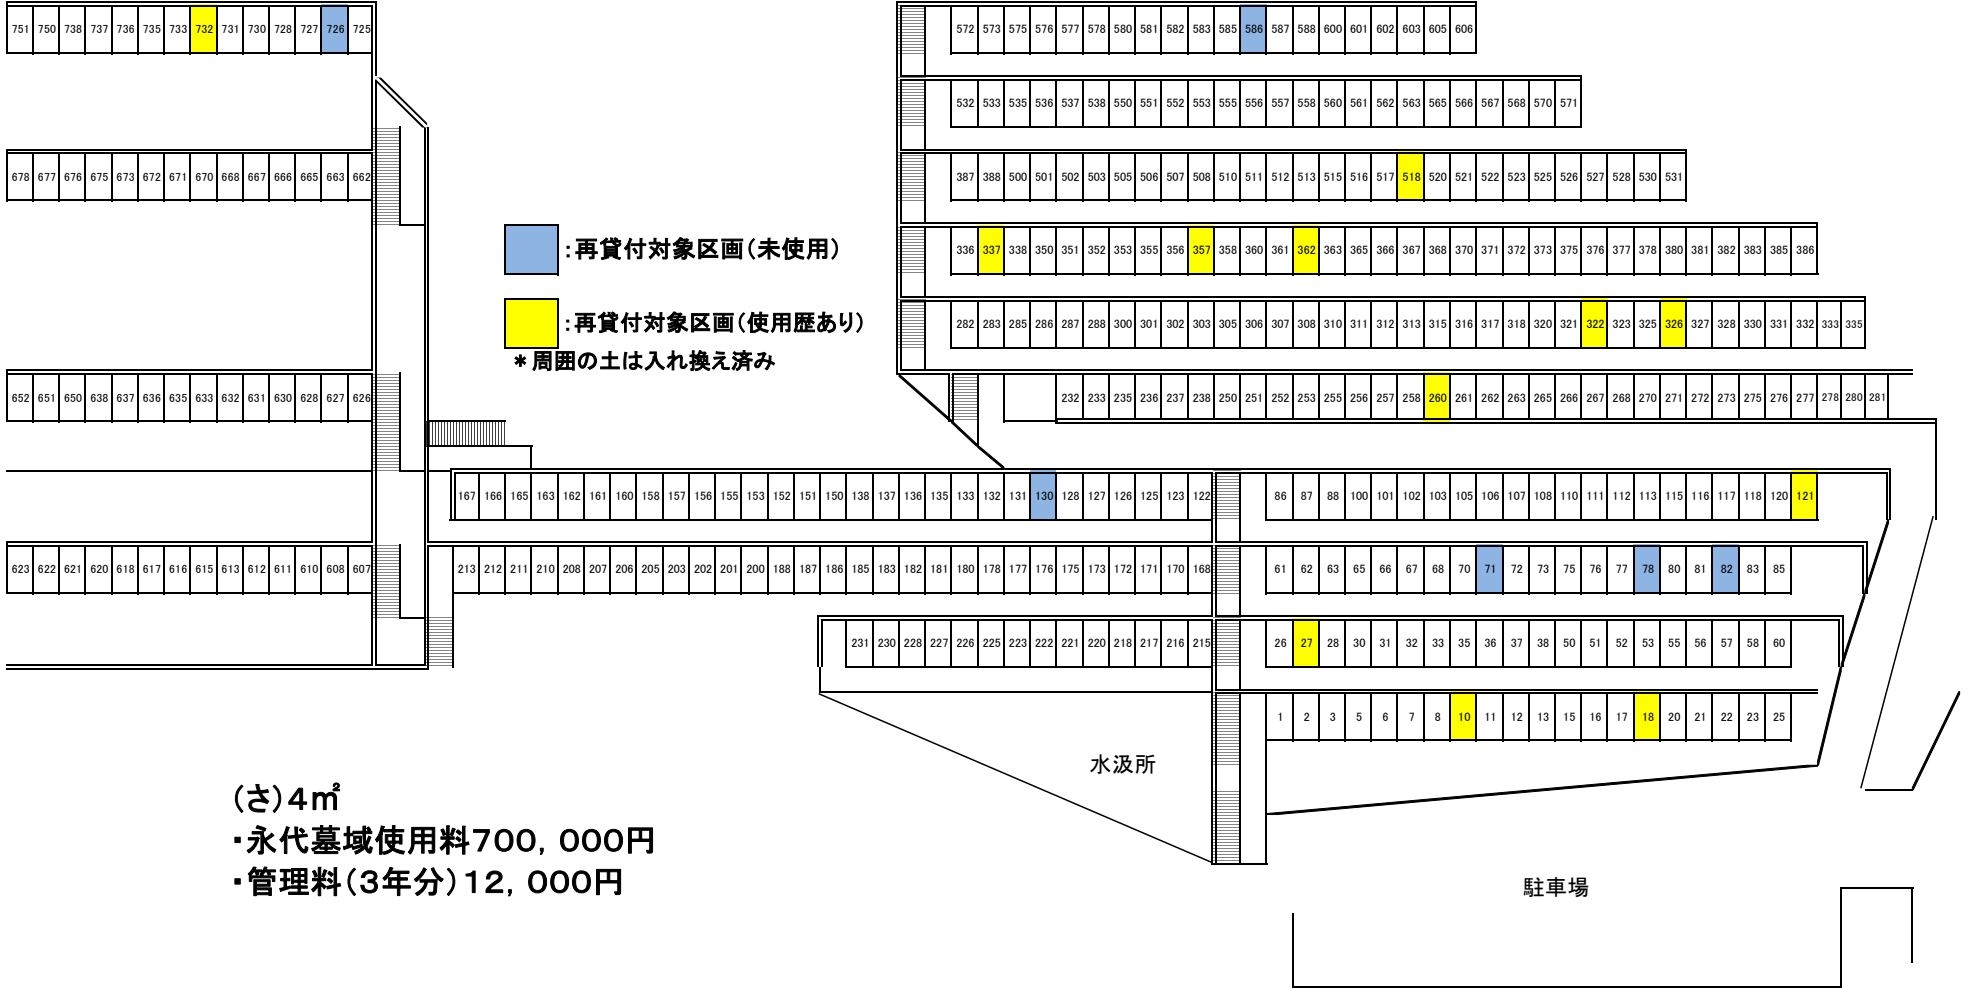 751 750 738 737 736 735 733 732 731 730 728 727 726 725
572 573 575 576 577 578 580 581 582 583 585 586 587 588 600 601 602 603 605 606
532 533 535 536 537 538 550 551 552 553 555 556 557 558 560 561 562 563 565 566 567 568 570 571
678 677 676 675 673 672 671 670 668 667 666 665 663 662
387 388 500 501 502 503 505 506 507 508 510 511 512 513 515 516 517 518 520 521 522 523 525 526 527 528 530 531
:再貸付対象区画(未使用)
336 337 338 350 351 352 353 355 356 357 358 360 361 362 363 365 366 367 368 370 371 372 373 375 376 377 378 380 381 382 383 385 386
:再貸付対象区画(使用歴あり)
*周囲の土は入れ換え済み
282 283 285 286 287 288 300 301 302 303 305 306 307 308 310 311 312 313 315 316 317 318 320 321 322 323 325 326 327 328 330 331 332 333 335
652 651 650 638 637 636 635 633 632 631 630 628 627 626
232 233 235 236 237 238 250 251 252 253 255 256 257 258 260 261 262 263 265 266 267 268 270 271 272 273 275 276 277 278 280 281
167 166 165 163 162 161 160 158 157 156 155 153 152 151 150 138 137 136 135 133 132 131 130 128 127 126 125 123 122
86 87 88 100 101 102 103 105 106 107 108 110 111 112 113 115 116 117 118 120 121
623 622 621 620 618 617 616 615 613 612 611 610 608 607
213 212 211 210 208 207 206 205 203 202 201 200 188 187 186 185 183 182 181 180 178 177 176 175 173 172 171 170 168
61 62 63 65 66 67 68 70 71 72 73 75 76 77 78 80 81 82 83 85
231 230 228 227 226 225 223 222 221 220 218 217 216 215
26 27 28 30 31 32 33 35 36 37 38 50 51 52 53 55 56 57 58 60
1 2 3 5 6 7 8 10 11 12 13 15 16 17 18 20 21 22 23 25
水汲所
(さ)4㎡
・永代墓域使用料700,000円
・管理料(3年分)12,000円
駐車場